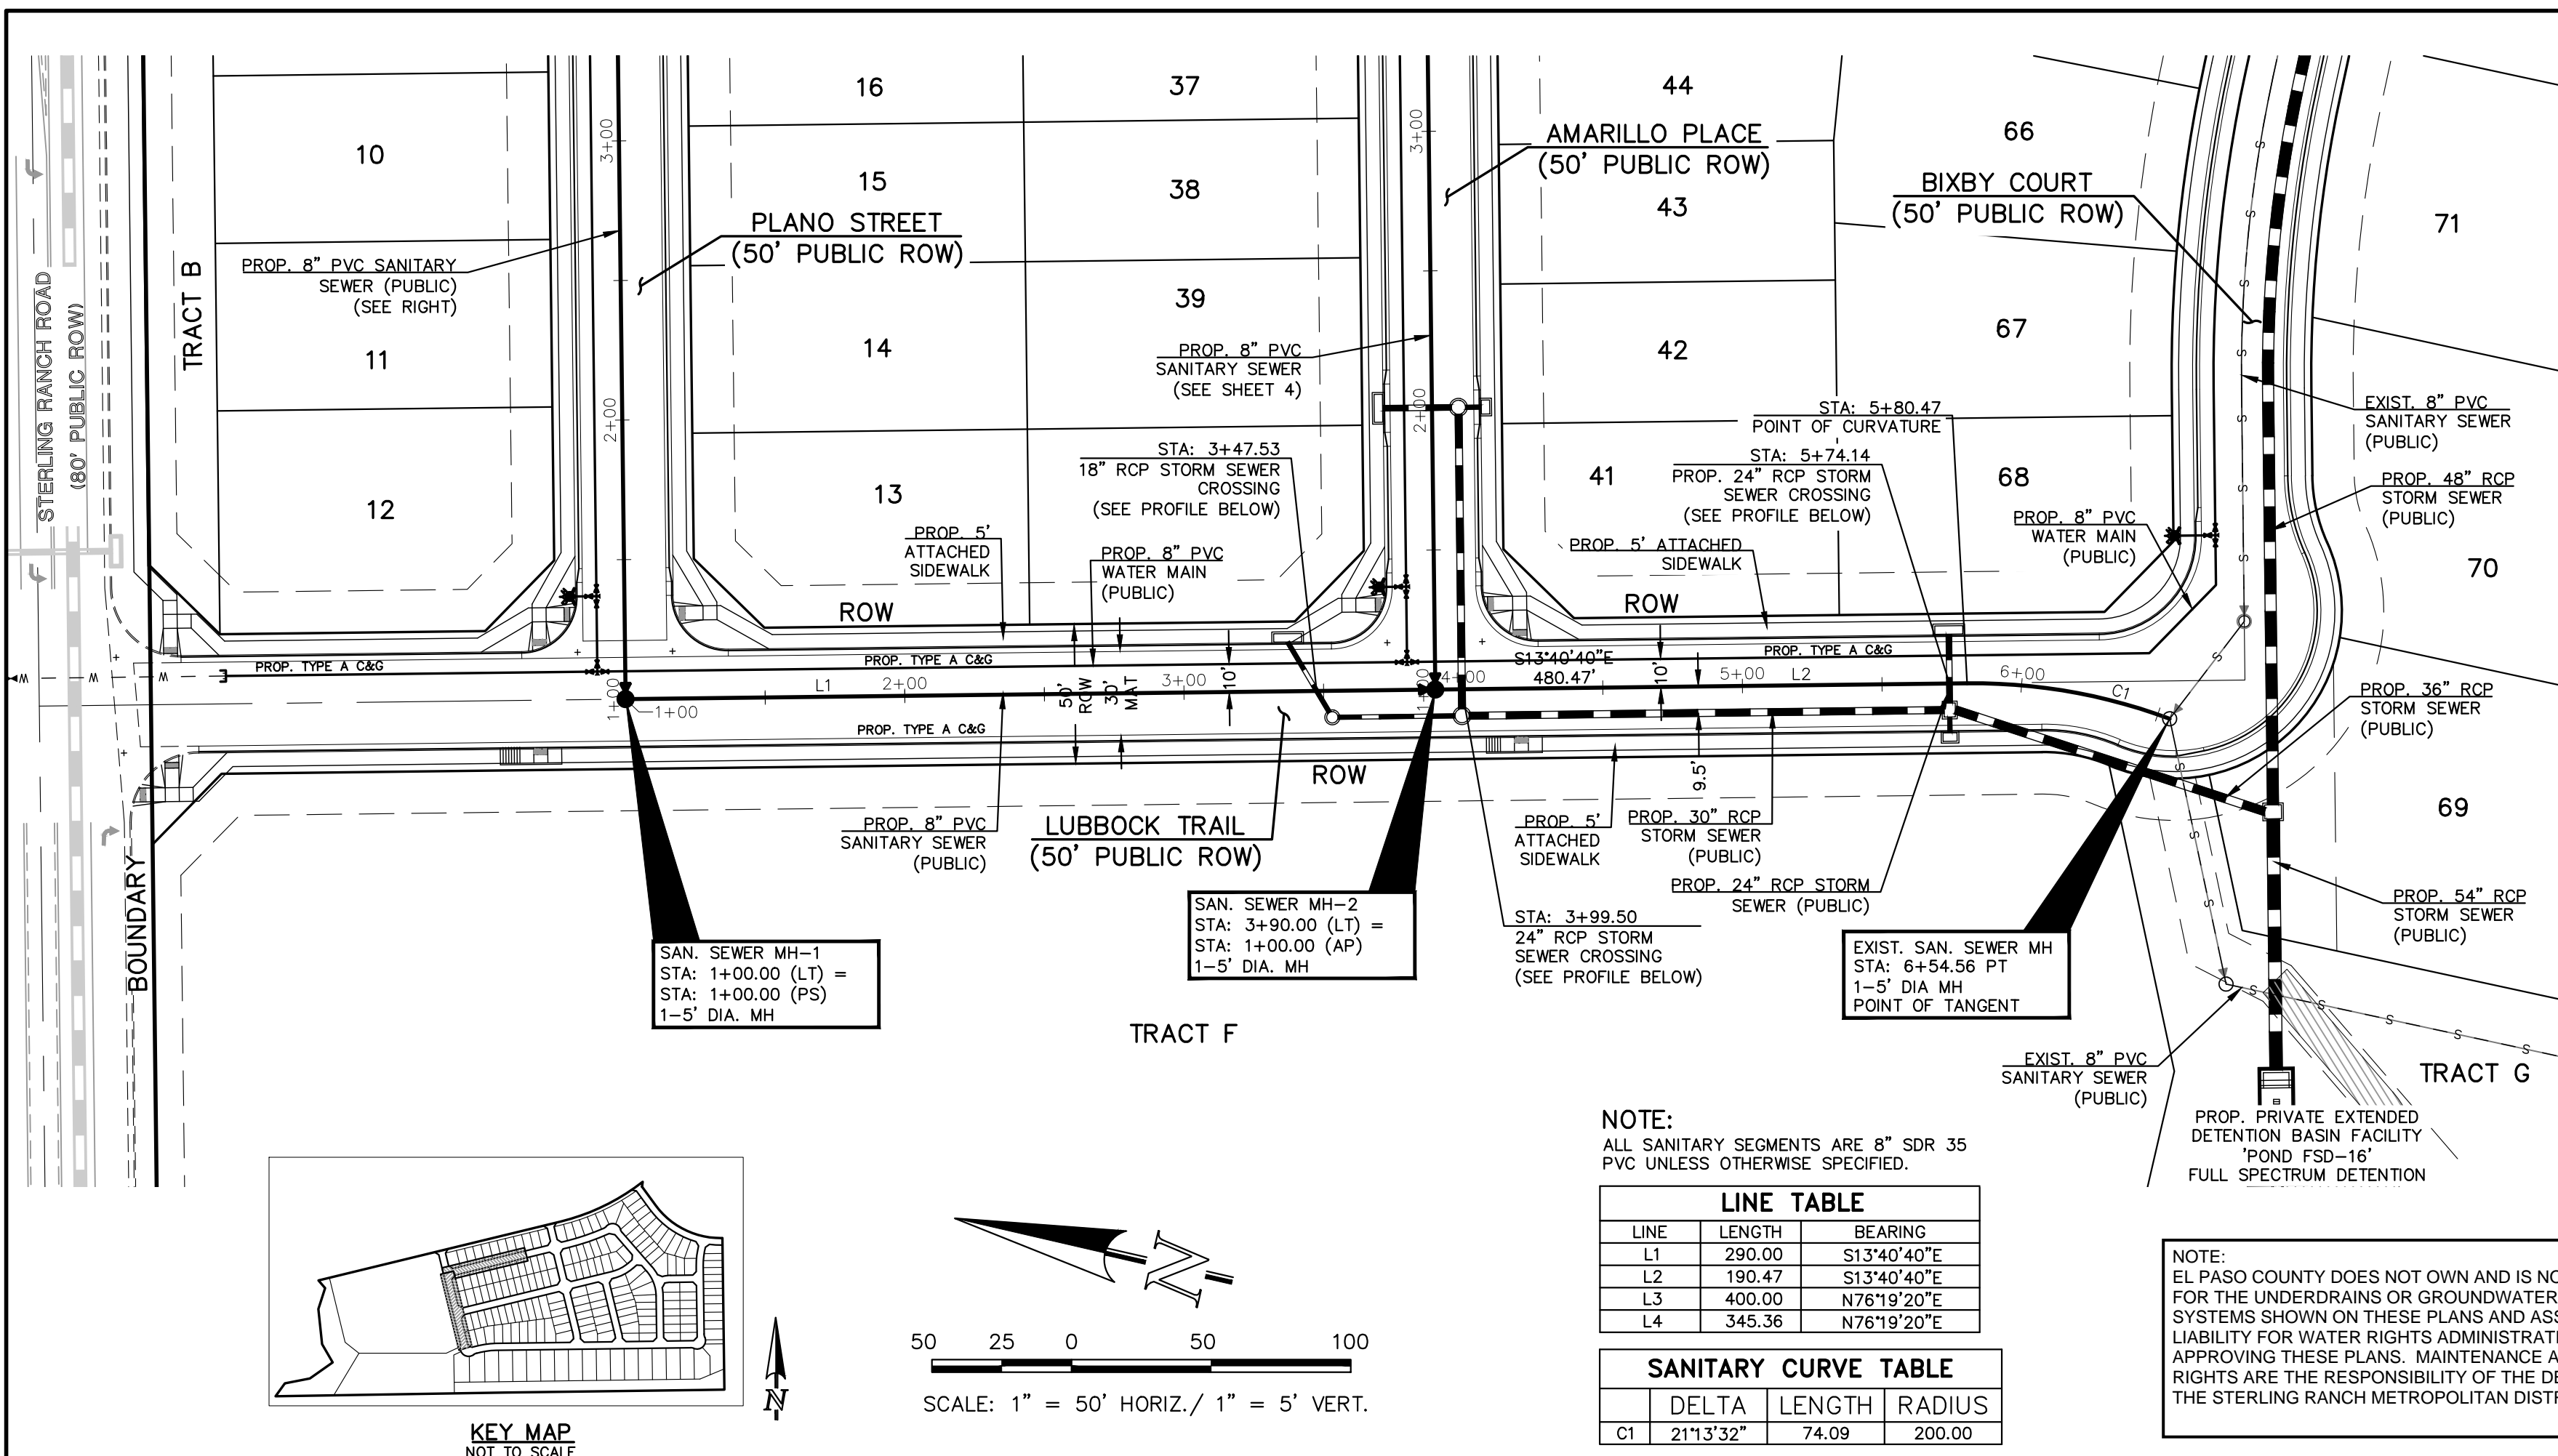 STERLING RANCH ROAD
(80' PUBLIC ROW)
TRACT B
BOUNDARY
10
11
12
PROP. 8" PVC SANITARY
SEWER (PUBLIC)
(SEE RIGHT)
3+00
2+00
1+00
PLANO STREET
(50' PUBLIC ROW)
16
15
14
13
37
38
39
PROP. 8" PVC
SANITARY SEWER
(SEE SHEET 4)
STA: 3+47.53
18" RCP STORM SEWER
CROSSING
(SEE PROFILE BELOW)
PROP. 5'
ATTACHED
SIDEWALK
PROP. 8" PVC
WATER MAIN
(PUBLIC)
3+00
2+00
1+00
AMARILLO PLACE
(50' PUBLIC ROW)
44
43
42
41
66
67
68
BIXBY COURT
(50' PUBLIC ROW)
71
70
69
STA: 5+80.47
POINT OF CURVATURE
STA: 5+74.14
PROP. 24" RCP STORM
SEWER CROSSING
(SEE PROFILE BELOW)
PROP. 5' ATTACHED
SIDEWALK
PROP. 8" PVC
WATER MAIN
(PUBLIC)
EXIST. 8" PVC
SANITARY SEWER
(PUBLIC)
PROP. 48" RCP
STORM SEWER
(PUBLIC)
PROP. 36" RCP
STORM SEWER
(PUBLIC)
PROP. 54" RCP
STORM SEWER
(PUBLIC)
S
S
S
S
S
S
S
S
S
S
S
S
S
S
ROW
ROW
PROP. TYPE A C&G
PROP. TYPE A C&G
PROP. TYPE A C&G
W
W
W
1+00
L1
2+00
3+00
4+00
5+00
L2
6+00
C1
50'
ROW
30'
MAT
10'
S13°40'40"E
480.47'
10'
9.5'
PROP. TYPE A C&G
ROW
PROP. 8" PVC
SANITARY SEWER
(PUBLIC)
LUBBOCK TRAIL
(50' PUBLIC ROW)
PROP. 5'
ATTACHED
SIDEWALK
PROP. 30" RCP
STORM SEWER
(PUBLIC)
PROP. 24" RCP STORM
SEWER (PUBLIC)
SAN. SEWER MH-1
STA: 1+00.00 (LT) =
STA: 1+00.00 (PS)
1-5' DIA. MH
SAN. SEWER MH-2
STA: 3+90.00 (LT) =
STA: 1+00.00 (AP)
1-5' DIA. MH
STA: 3+99.50
24" RCP STORM
SEWER CROSSING
(SEE PROFILE BELOW)
EXIST. SAN. SEWER MH
STA: 6+54.56 PT
1-5' DIA MH
POINT OF TANGENT
TRACT F
EXIST. 8" PVC
SANITARY SEWER
(PUBLIC)
TRACT G
PROP. PRIVATE EXTENDED
DETENTION BASIN FACILITY
'POND FSD-16'
FULL SPECTRUM DETENTION
NOTE:
ALL SANITARY SEGMENTS ARE 8" SDR 35
PVC UNLESS OTHERWISE SPECIFIED.
LINE TABLE
LINE LENGTH BEARING
L1 290.00 S13°40'40"E
L2 190.47 S13°40'40"E
L3 400.00 N76°19'20"E
L4 345.36 N76°19'20"E
SANITARY CURVE TABLE
DELTA LENGTH RADIUS
C1 21°13'32" 74.09 200.00
NOTE:
EL PASO COUNTY DOES NOT OWN AND IS
FOR THE UNDERDRAINS OR GROUNDWATER
SYSTEMS SHOWN ON THESE PLANS AND
LIABILITY FOR WATER RIGHTS
APPROVING THESE PLANS. MAINTENANCE
RIGHTS ARE THE RESPONSIBILITY OF THE
THE STERLING RANCH METROPOLITAN
N
N
KEY MAP
NOT TO SCALE
50 25 0 50 100
SCALE: 1" = 50' HORIZ./ 1" = 5' VERT.